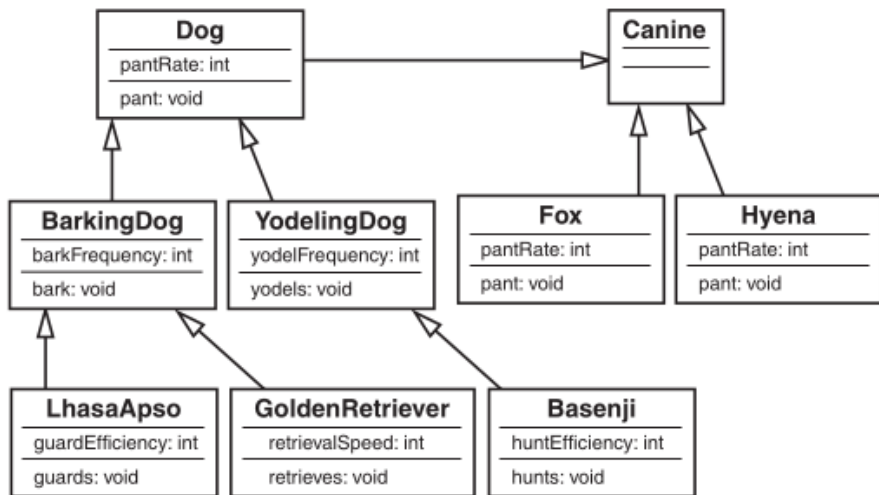 Dog
pantRate: int
pant: void
Canine
BarkingDog
barkFrequency: int
bark: void
YodelingDog
yodelFrequency: int
yodels: void
Fox
pantRate: int
pant: void
Hyena
pantRate: int
pant: void
LhasaApso
guardEfficiency: int
guards: void
GoldenRetriever
retrievalSpeed: int
retrieves: void
Basenji
huntEfficiency: int
hunts: void